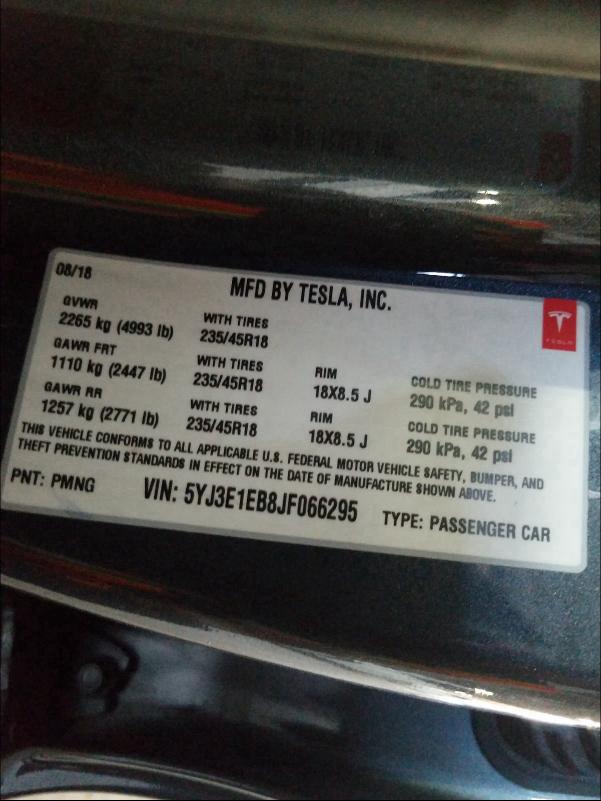 08/18
MFD BY TESLA, INC.
TESLA
GVWR
2265 kg (4993 lb)
WITH TIRES
235/45R18
GAWR FRT
1110 kg (2447 lb)
WITH TIRES
235/45R18
RIM
18X8.5 J
COLD TIRE PRESSURE
290 kPa, 42 psi
GAWR RR
1257 kg (2771 lb)
WITH TIRES
235/45R18
RIM
18X8.5 J
COLD TIRE PRESSURE
290 kPa, 42 psi
THIS VEHICLE CONFORMS TO ALL APPLICABLE U.S. FEDERAL MOTOR VEHICLE SAFETY, BUMPER, AND
THEFT PREVENTION STANDARDS IN EFFECT ON THE DATE OF MANUFACTURE SHOWN ABOVE.
PNT: PMNG
VIN: 5YJ3E1EB8JF066295
TYPE: PASSENGER CAR